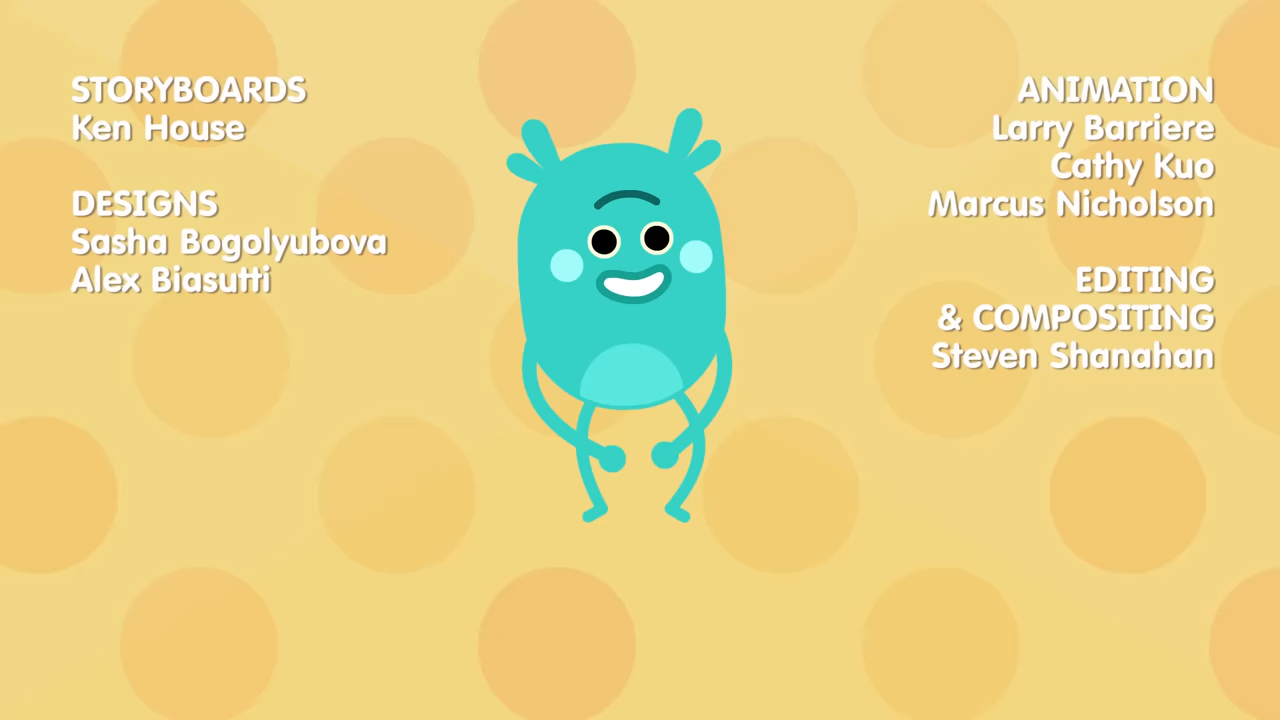 STORYBOARDS
Ken House
DESIGNS
Sasha Bogolyubova
Alex Biasutti
ANIMATION
Larry Barriere
Cathy Kuo
Marcus Nicholson
EDITING
& COMPOSITING
Steven Shanahan